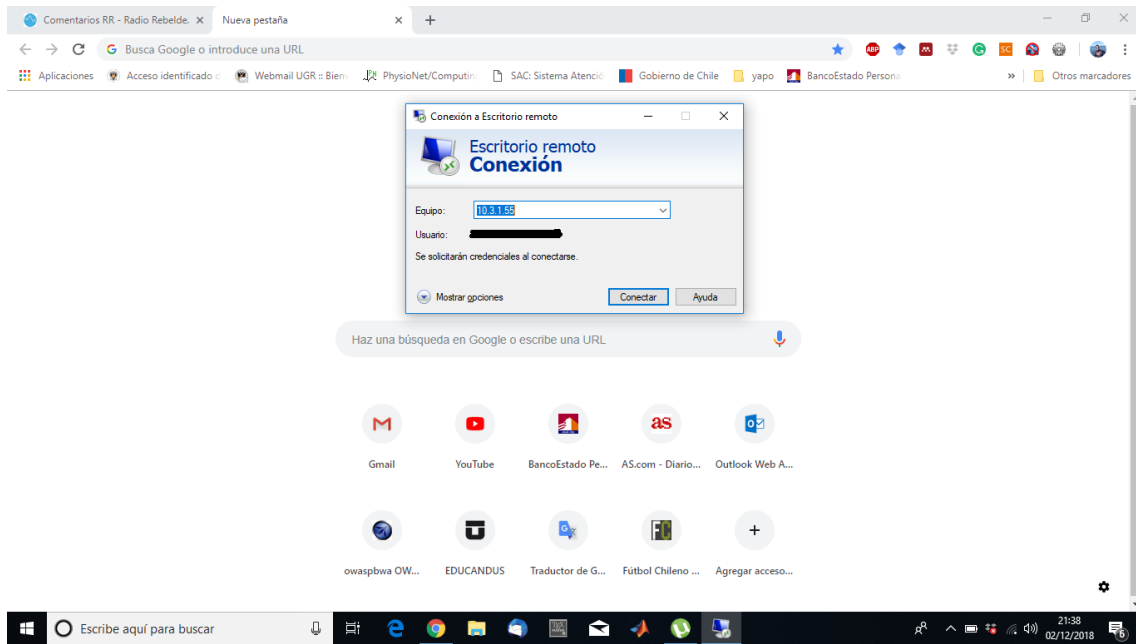 Comentarios RR - Radio Rebelde.
Nueva pestaña
Busca Google o introduce una URL
Aplicaciones
Acceso identificado
Webmail UGR :: Bien
PhysioNet/Computin
SAC: Sistema Atenció
Gobierno de Chile
yapo
BancoEstado Persona
Otros marcadores
Conexión a Escritorio remoto
Escritorio remoto
Conexión
Equipo: 10.3.1.55
Usuario:
Se solicitarán credenciales al conectarse.
Mostrar opciones
Conectar
Ayuda
Haz una búsqueda en Google o escribe una URL
as
Gmail
YouTube
BancoEstado Pe...
AS.com - Diario...
Outlook Web A...
FC
owaspbwa OW...
EDUCANDUS
Traductor de G...
Fútbol Chileno ...
Agregar acceso...
Escribe aquí para buscar
21:38
02/12/2018